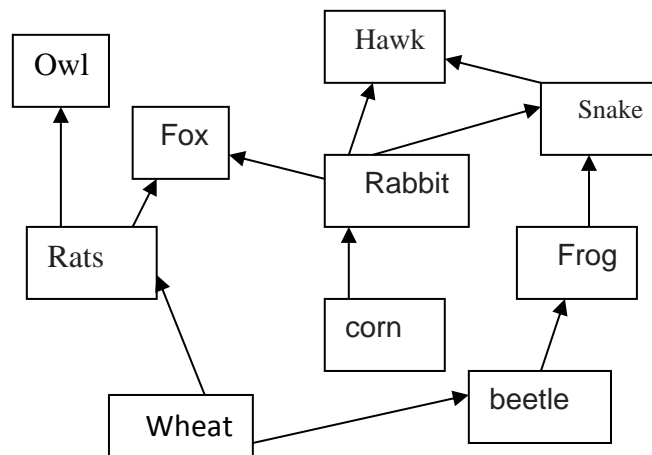 Owl
Hawk
Snake
Fox
Rabbit
Rats
Frog
corn
beetle
Wheat